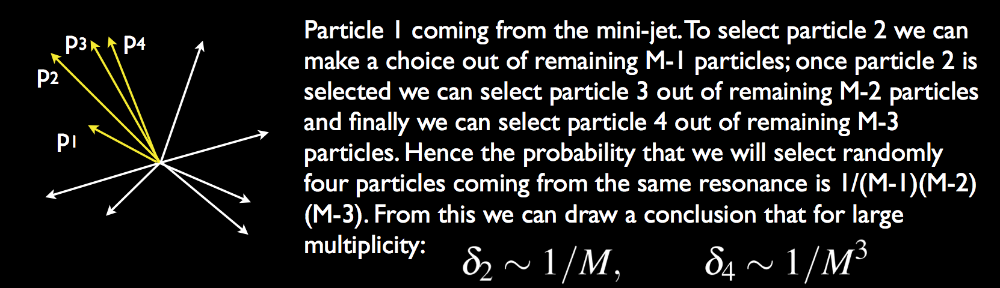 p3 p4
p2
p1
Particle 1 coming from the mini-jet. To select particle 2 we can
make a choice out of remaining M-1 particles; once particle 2 is
selected we can select particle 3 out of remaining M-2 particles
and finally we can select particle 4 out of remaining M-3
particles. Hence the probability that we will select randomly
four particles coming from the same resonance is 1/(M-1)(M-2)
(M-3). From this we can draw a conclusion that for large
multiplicity:
δ₂ ∼ 1/M, δ₄ ∼ 1/M³